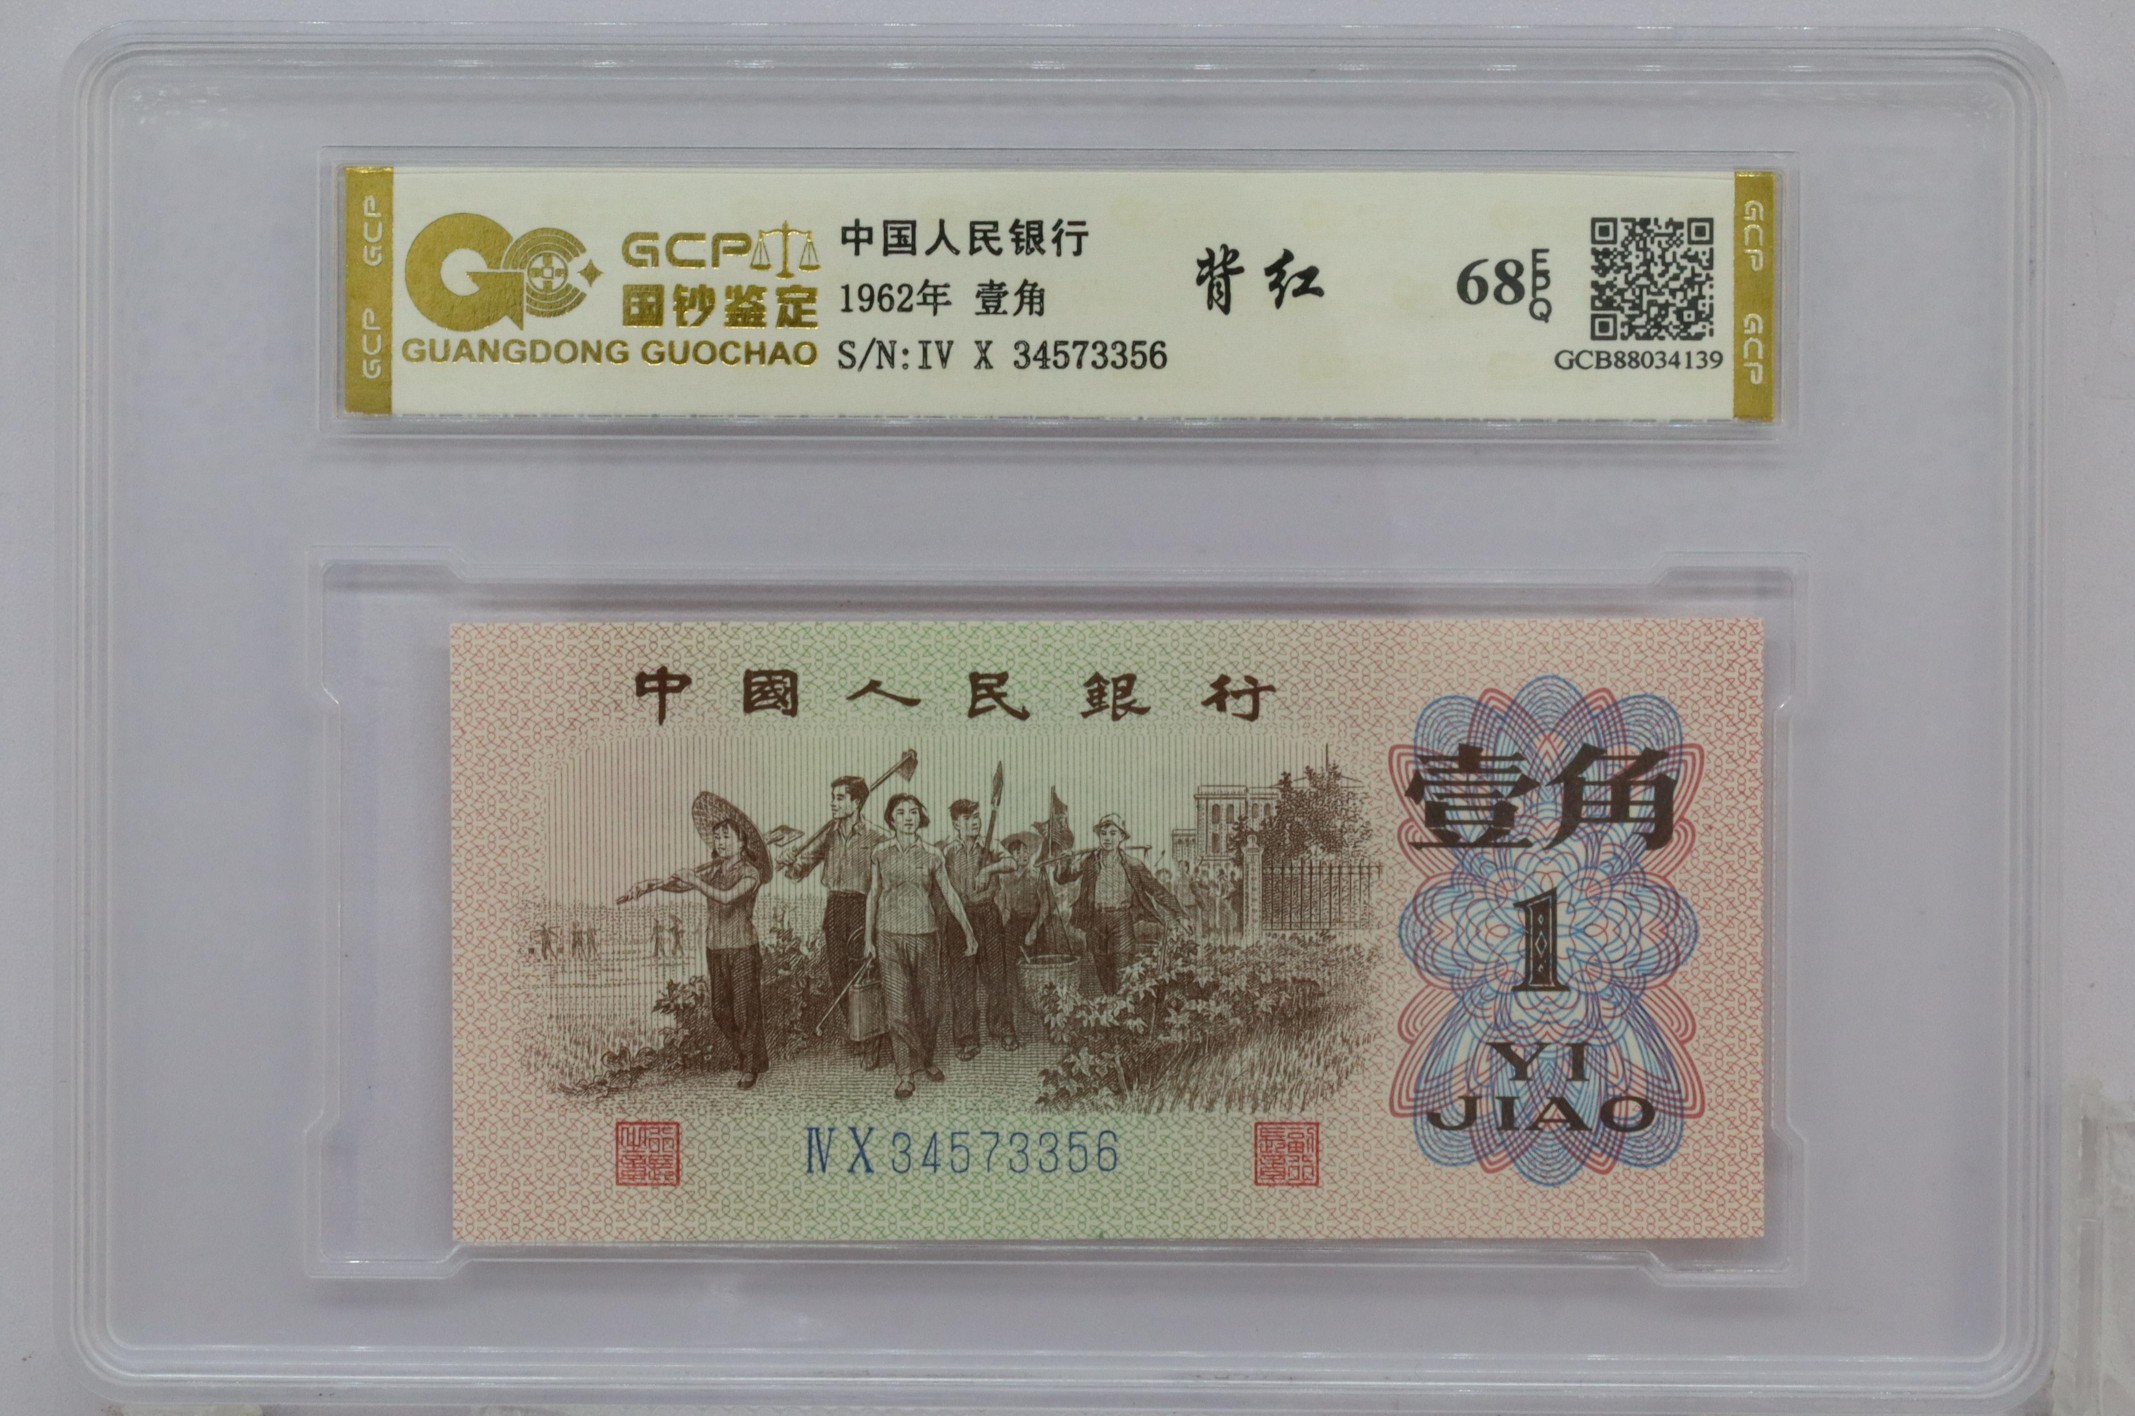 GCP GCP
GCP
国钞鉴定
GUANGDONG GUOCHAO
中国人民银行
1962年 壹角
S/N:IV X 34573356
背红
68 EPQ
GCB88034139
GCP GCP
中國人民銀行
壹角
1
YI
JIAO
Ⅳ X 34573356